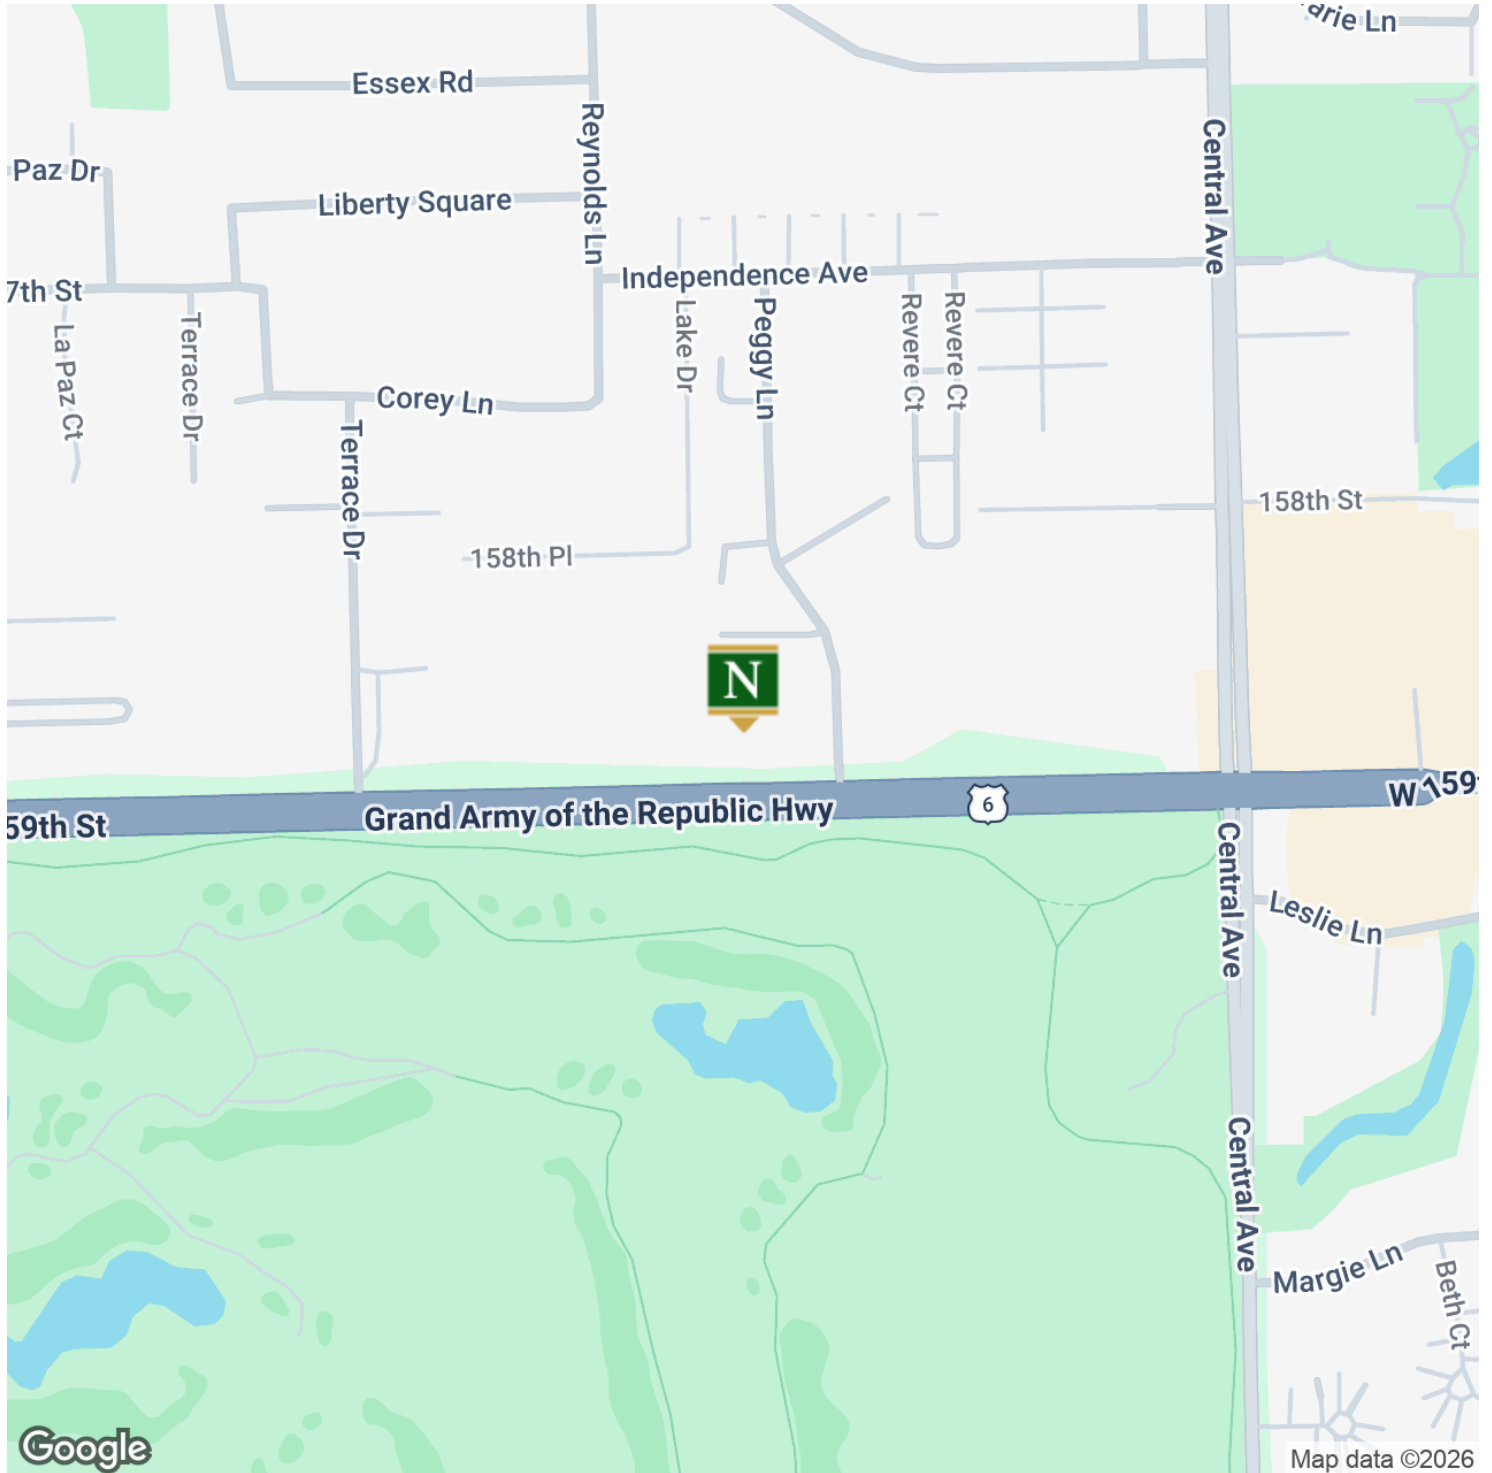 arie Ln
Essex Rd
Reynolds Ln
Central Ave
Paz Dr
Liberty Square
Independence Ave
7th St
La Paz Ct
Terrace Dr
Lake Dr
Peggy Ln
Revere Ct
Revere Ct
Corey Ln
Terrace Dr
158th St
158th Pl
N
W 159
6
Grand Army of the Republic Hwy
59th St
Central Ave
Leslie Ln
Central Ave
Margie Ln
Beth Ct
Google
Map data ©2026